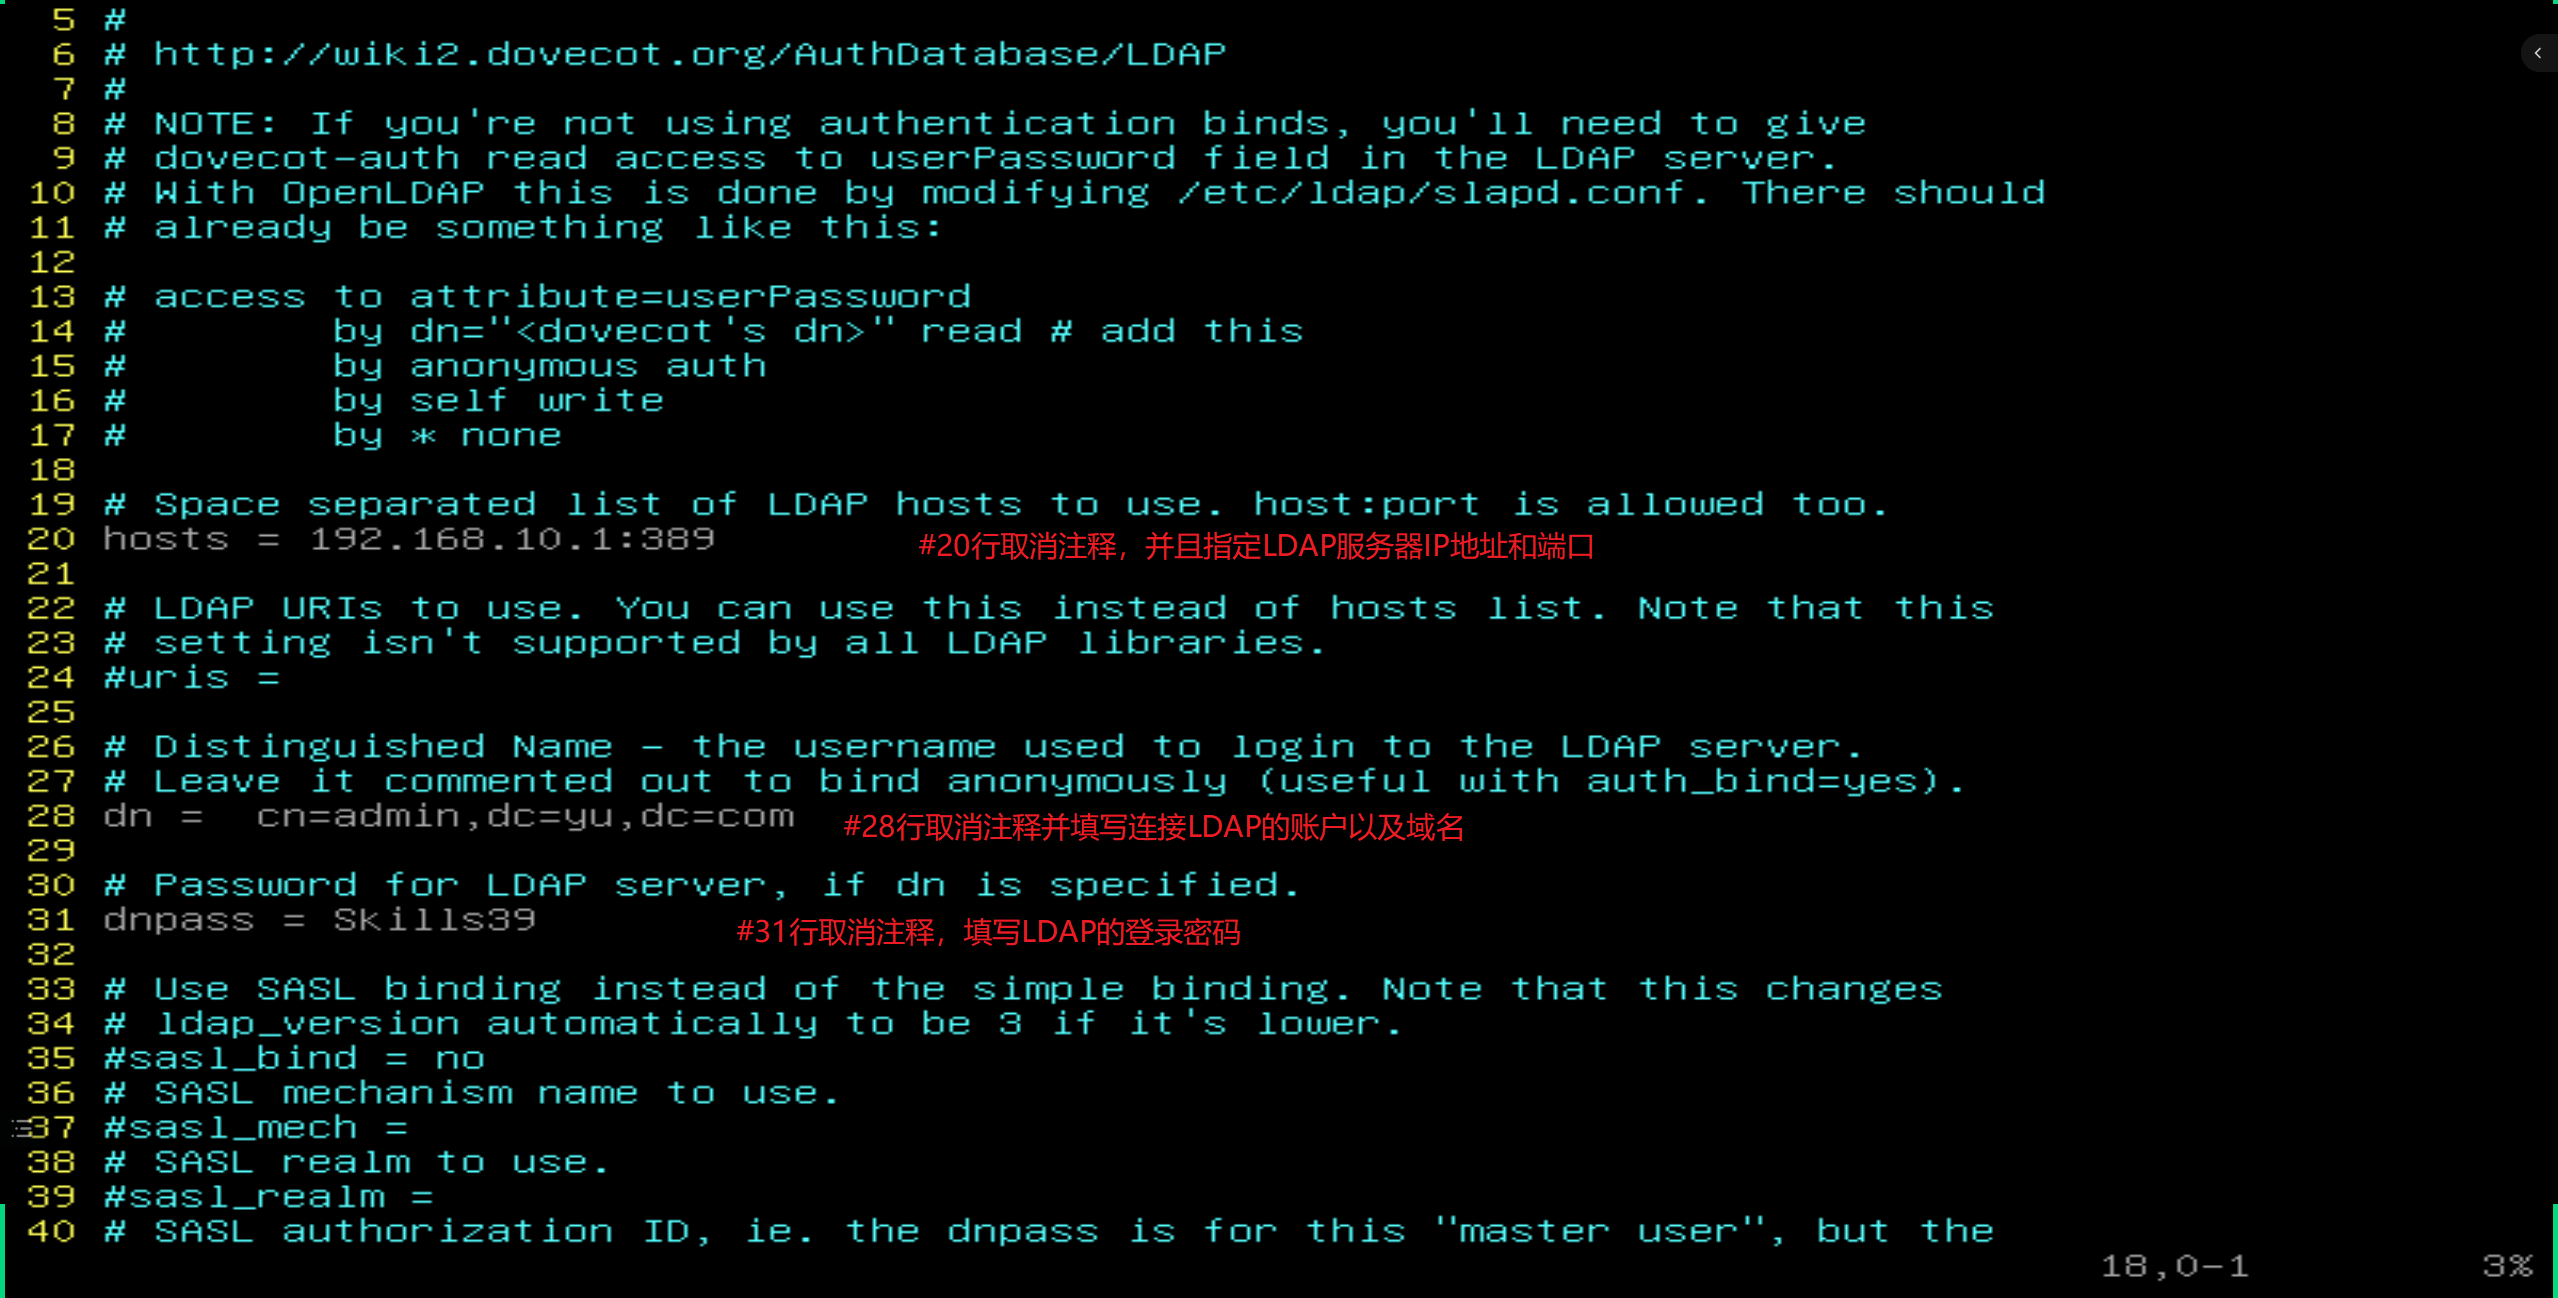 5 #
6 # http://wiki2.dovecot.org/AuthDatabase/LDAP
7 #
8 # NOTE: If you're not using authentication binds, you'll need to give
9 # dovecot-auth read access to userPassword field in the LDAP server.
10 # With OpenLDAP this is done by modifying /etc/ldap/slapd.conf. There should
11 # already be something like this:
12
13 # access to attribute=userPassword
14 #        by dn="<dovecot's dn>" read # add this
15 #        by anonymous auth
16 #        by self write
17 #        by * none
18
19 # Space separated list of LDAP hosts to use. host:port is allowed too.
20 hosts = 192.168.10.1:389 #20行取消注释，并且指定LDAP服务器IP地址和端口
21
22 # LDAP URIs to use. You can use this instead of hosts list. Note that this
23 # setting isn't supported by all LDAP libraries.
24 #uris =
25
26 # Distinguished Name - the username used to login to the LDAP server.
27 # Leave it commented out to bind anonymously (useful with auth_bind=yes).
28 dn =  cn=admin,dc=yu,dc=com #28行取消注释并填写连接LDAP的账户以及域名
29
30 # Password for LDAP server, if dn is specified.
31 dnpass = Skills39 #31行取消注释，填写LDAP的登录密码
32
33 # Use SASL binding instead of the simple binding. Note that this changes
34 # ldap_version automatically to be 3 if it's lower.
35 #sasl_bind = no
36 # SASL mechanism name to use.
37 #sasl_mech =
38 # SASL realm to use.
39 #sasl_realm =
40 # SASL authorization ID, ie. the dnpass is for this "master user", but the
18,0-1 3%